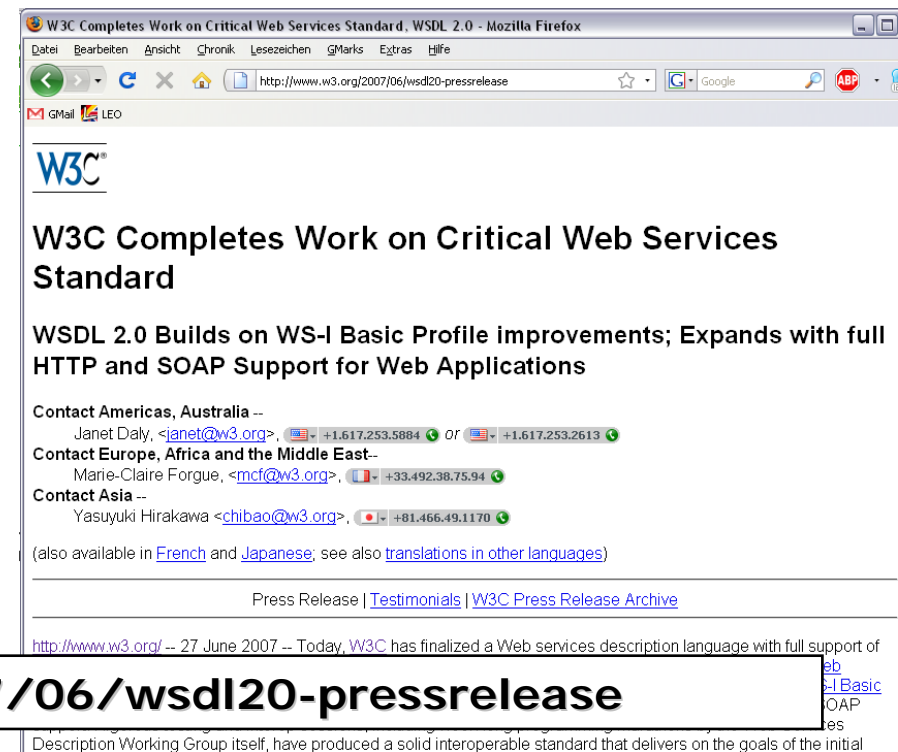 W3C Completes Work on Critical Web Services Standard, WSDL 2.0 - Mozilla Firefox
Datei Bearbeiten Ansicht Chronik Lesezeichen GMarks Extras Hilfe
http://www.w3.org/2007/06/wsdl20-pressrelease G Google ABP
GMail LEO
W3C®
W3C Completes Work on Critical Web Services
Standard
WSDL 2.0 Builds on WS-I Basic Profile improvements; Expands with full
HTTP and SOAP Support for Web Applications
Contact Americas, Australia --
Janet Daly, <janet@w3.org>, +1.617.253.5884 or +1.617.253.2613
Contact Europe, Africa and the Middle East--
Marie-Claire Forgue, <mcf@w3.org>, +33.492.38.75.94
Contact Asia --
Yasuyuki Hirakawa <chibao@w3.org>, +81.466.49.1170
(also available in French and Japanese; see also translations in other languages)
Press Release | Testimonials | W3C Press Release Archive
http://www.w3.org/ -- 27 June 2007 -- Today, W3C has finalized a Web services description language with full support of
/06/wsdl20-pressrelease
Basic
Description Working Group itself, have produced a solid interoperable standard that delivers on the goals of the initial